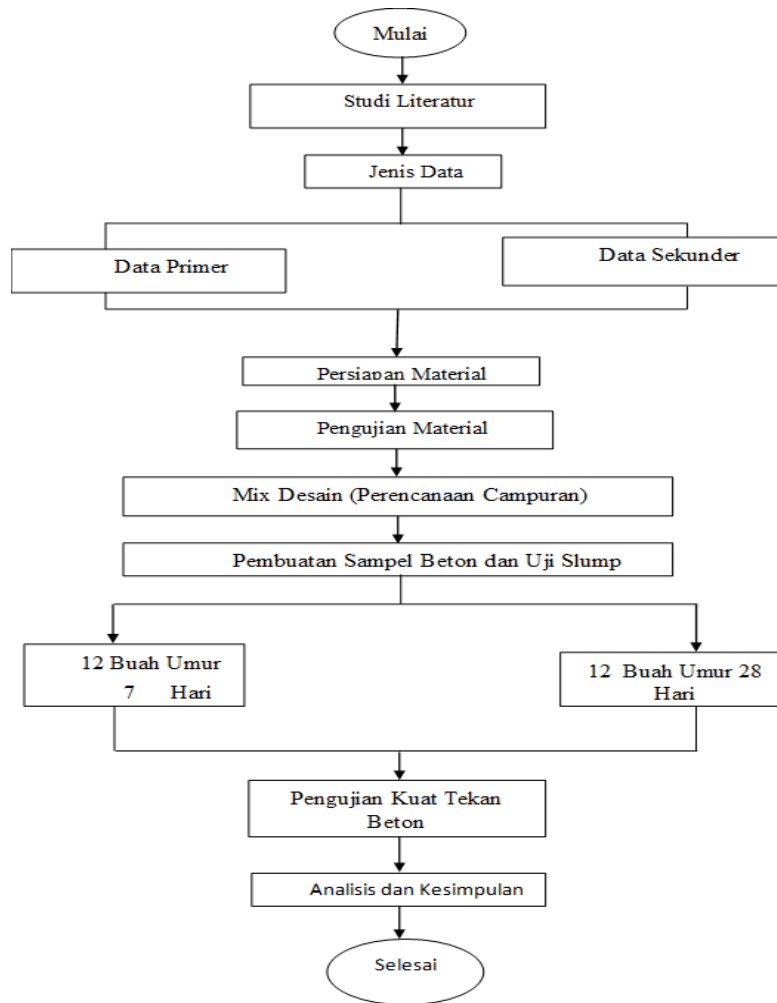 Mulai
Studi Literatur
Jenis Data
Data Primer
Data Sekunder
Persiapan Material
Pengujian Material
Mix Desain (Perencanaan Campuran)
Pembuatan Sampel Beton dan Uji Slump
12 Buah Umur
7 Hari
12 Buah Umur 28
Hari
Pengujian Kuat Tekan
Beton
Analisis dan Kesimpulan
Selesai